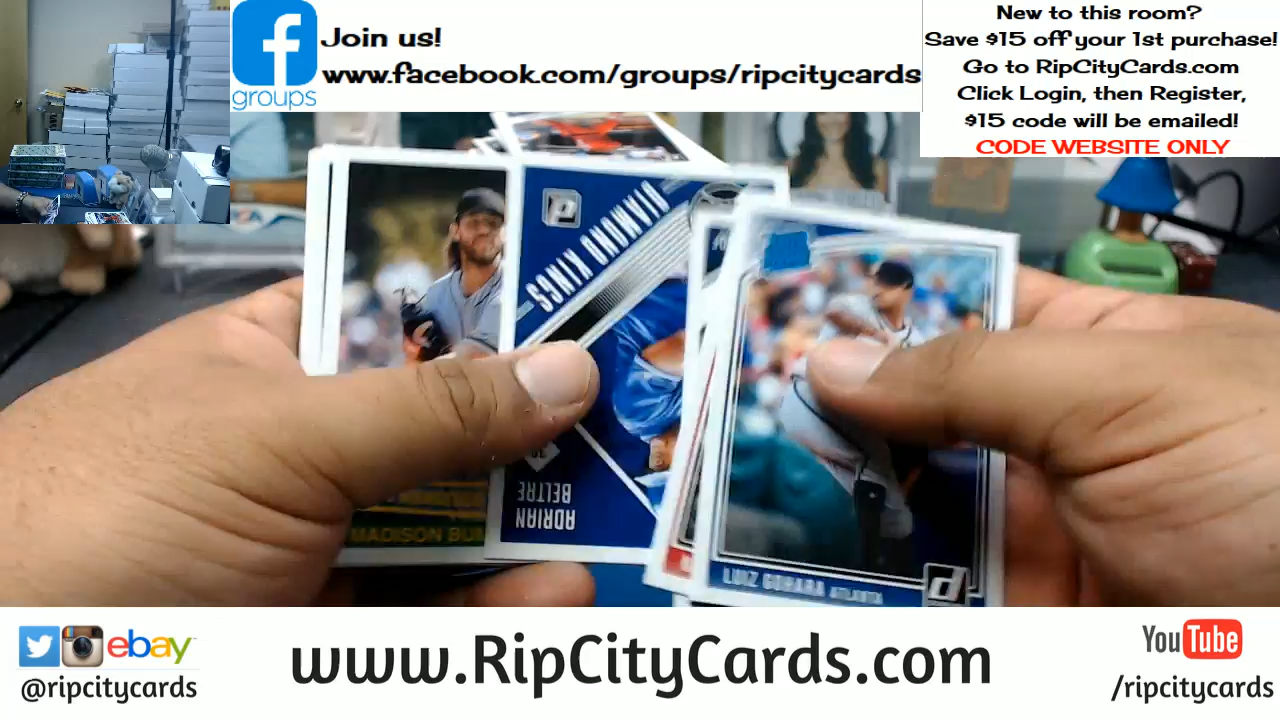 groups
Join us!
www.facebook.com/groups/ripcitycards
New to this room?
Save $15 off your 1st purchase!
Go to RipCityCards.com
Click Login, then Register,
$15 code will be emailed!
CODE WEBSITE ONLY
DIAMOND KINGS
ADRIAN
BELTRE
MADISON BU
LUIZ GOHARA ATLANTA
d
ebay
@ripcitycards
www.RipCityCards.com
YouTube
/ripcitycards